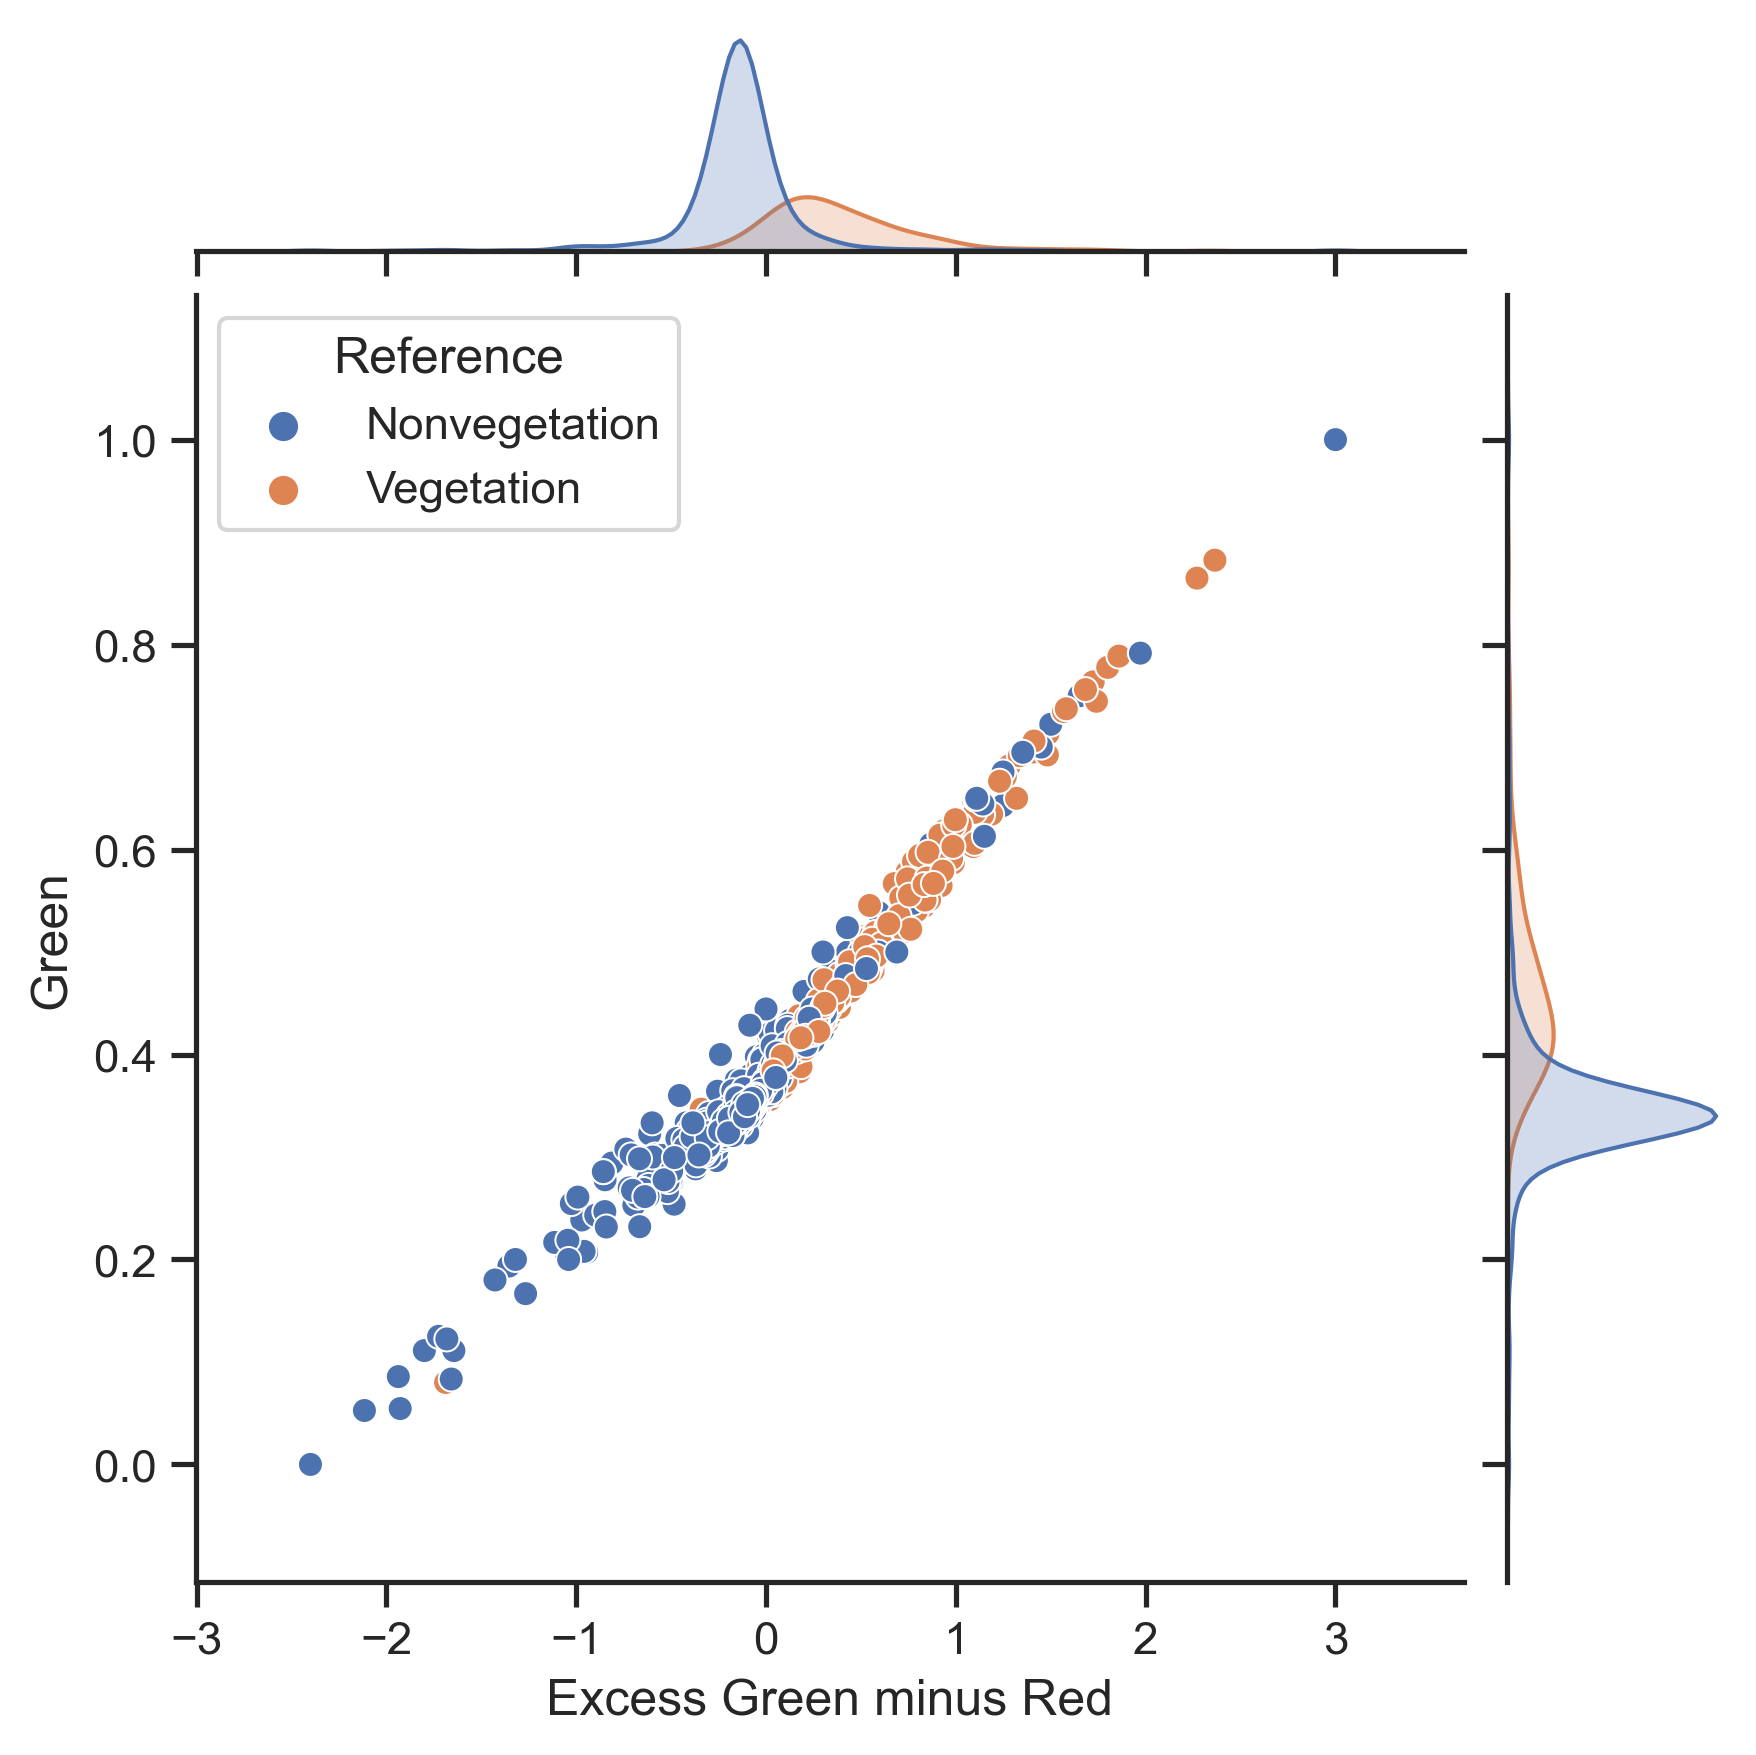 Reference
Nonvegetation
Vegetation
1.0
0.8
0.6
0.4
0.2
0.0
Green
−3 −2 −1 0 1 2 3
Excess Green minus Red